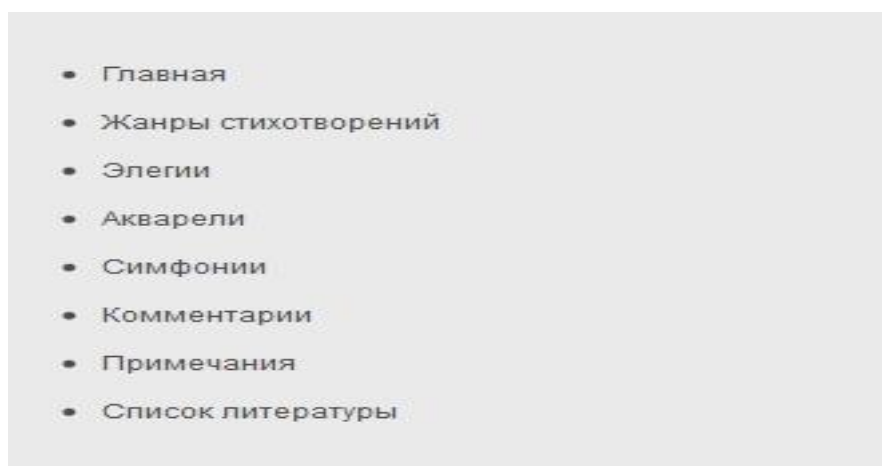 • Главная
• Жанры стихотворений
• Элегии
• Акварели
• Симфонии
• Комментарии
• Примечания
• Список литературы